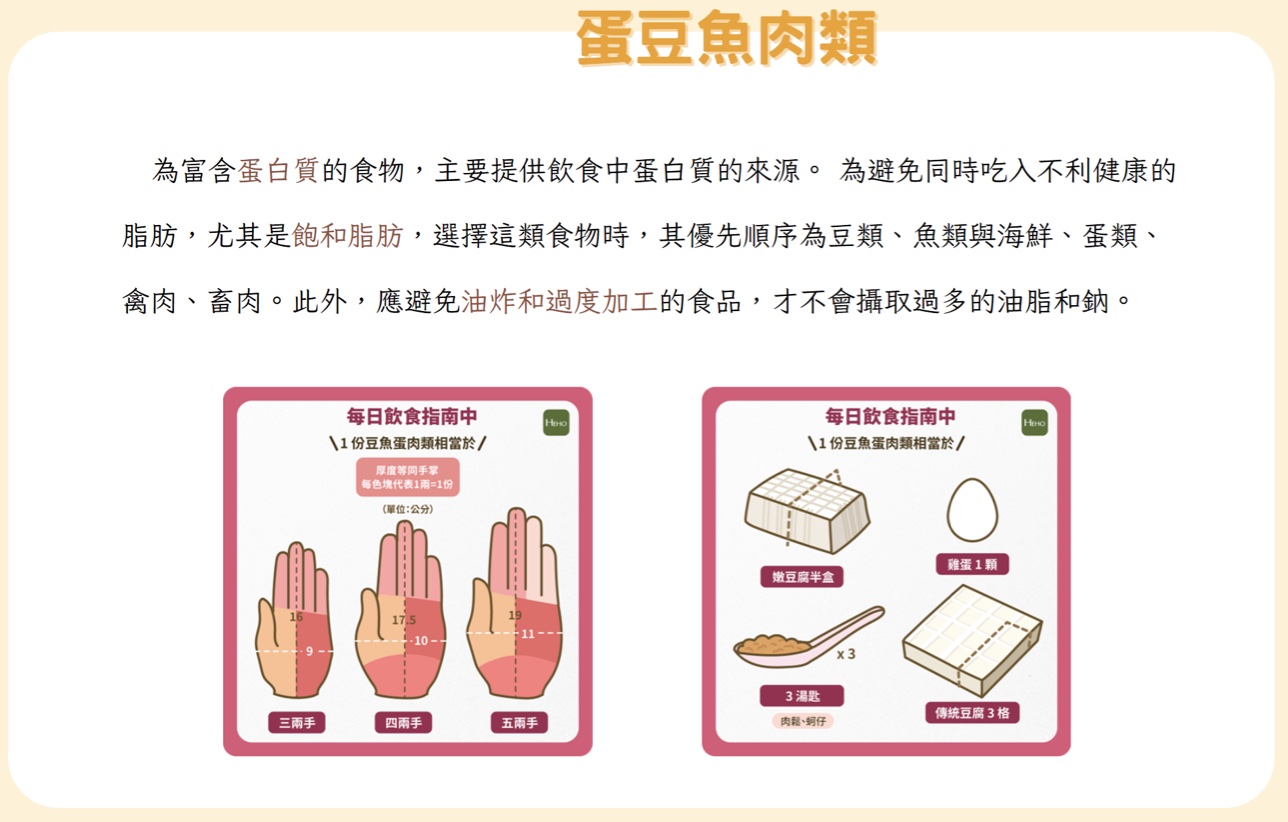 蛋豆魚肉類
為富含蛋白質的食物，主要提供飲食中蛋白質的來源。 為避免同時吃入不利健康的
脂肪，尤其是飽和脂肪，選擇這類食物時，其優先順序為豆類、魚類與海鮮、蛋類、
禽肉、畜肉。此外，應避免油炸和過度加工的食品，才不會攝取過多的油脂和鈉。
每日飲食指南中
HEHO
\1 份豆魚蛋肉類相當於/
厚度等同手掌
每色塊代表1兩=1份
（單位：公分）
16
9
17.5
10
19
11
三兩手
四兩手
五兩手
每日飲食指南中
HEHO
\1 份豆魚蛋肉類相當於/
嫩豆腐半盒
雞蛋 1 顆
x 3
3 湯匙
肉鬆、蚵仔
傳統豆腐 3 格